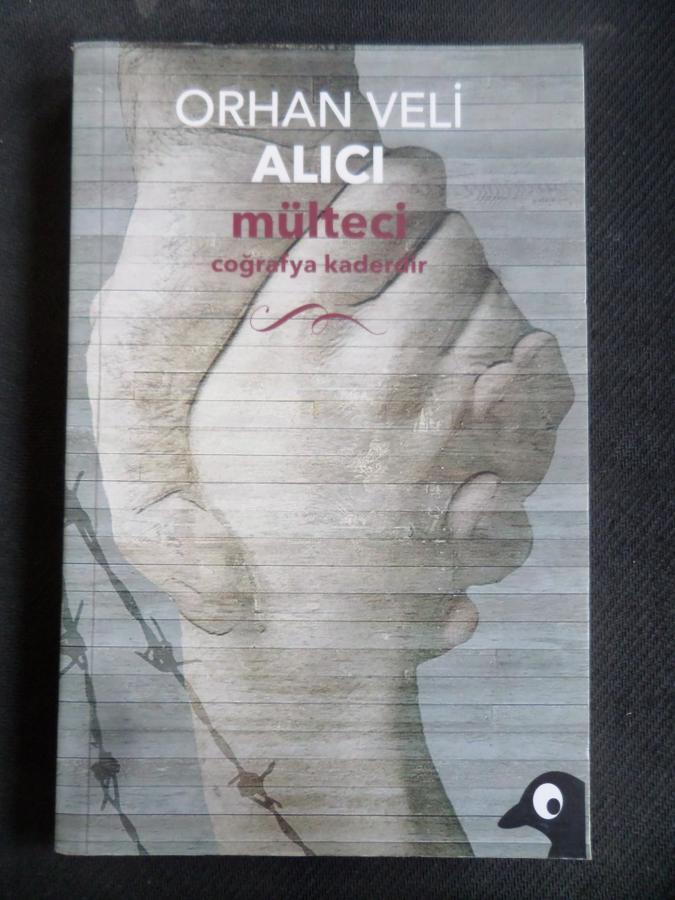 ORHAN VELİ
ALICI
mülteci
coğrafya kaderdir